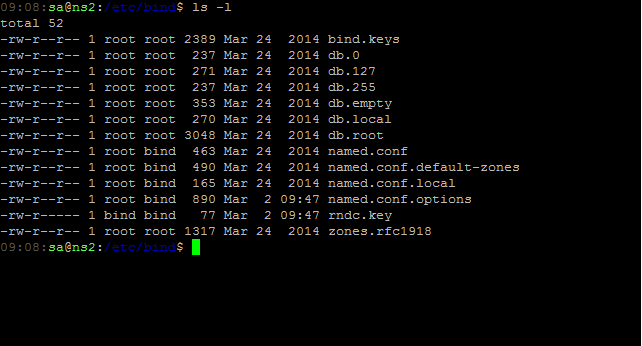 09:08:sa@ns2:/etc/bind$ ls -l
total 52
-rw-r--r-- 1 root root 2389 Mar 24  2014 bind.keys
-rw-r--r-- 1 root root  237 Mar 24  2014 db.0
-rw-r--r-- 1 root root  271 Mar 24  2014 db.127
-rw-r--r-- 1 root root  237 Mar 24  2014 db.255
-rw-r--r-- 1 root root  353 Mar 24  2014 db.empty
-rw-r--r-- 1 root root  270 Mar 24  2014 db.local
-rw-r--r-- 1 root root 3048 Mar 24  2014 db.root
-rw-r--r-- 1 root bind  463 Mar 24  2014 named.conf
-rw-r--r-- 1 root bind  490 Mar 24  2014 named.conf.default-zones
-rw-r--r-- 1 root bind  165 Mar 24  2014 named.conf.local
-rw-r--r-- 1 root bind  890 Mar  2 09:47 named.conf.options
-rw-r----- 1 bind bind   77 Mar  2 09:47 rndc.key
-rw-r--r-- 1 root root 1317 Mar 24  2014 zones.rfc1918
09:08:sa@ns2:/etc/bind$